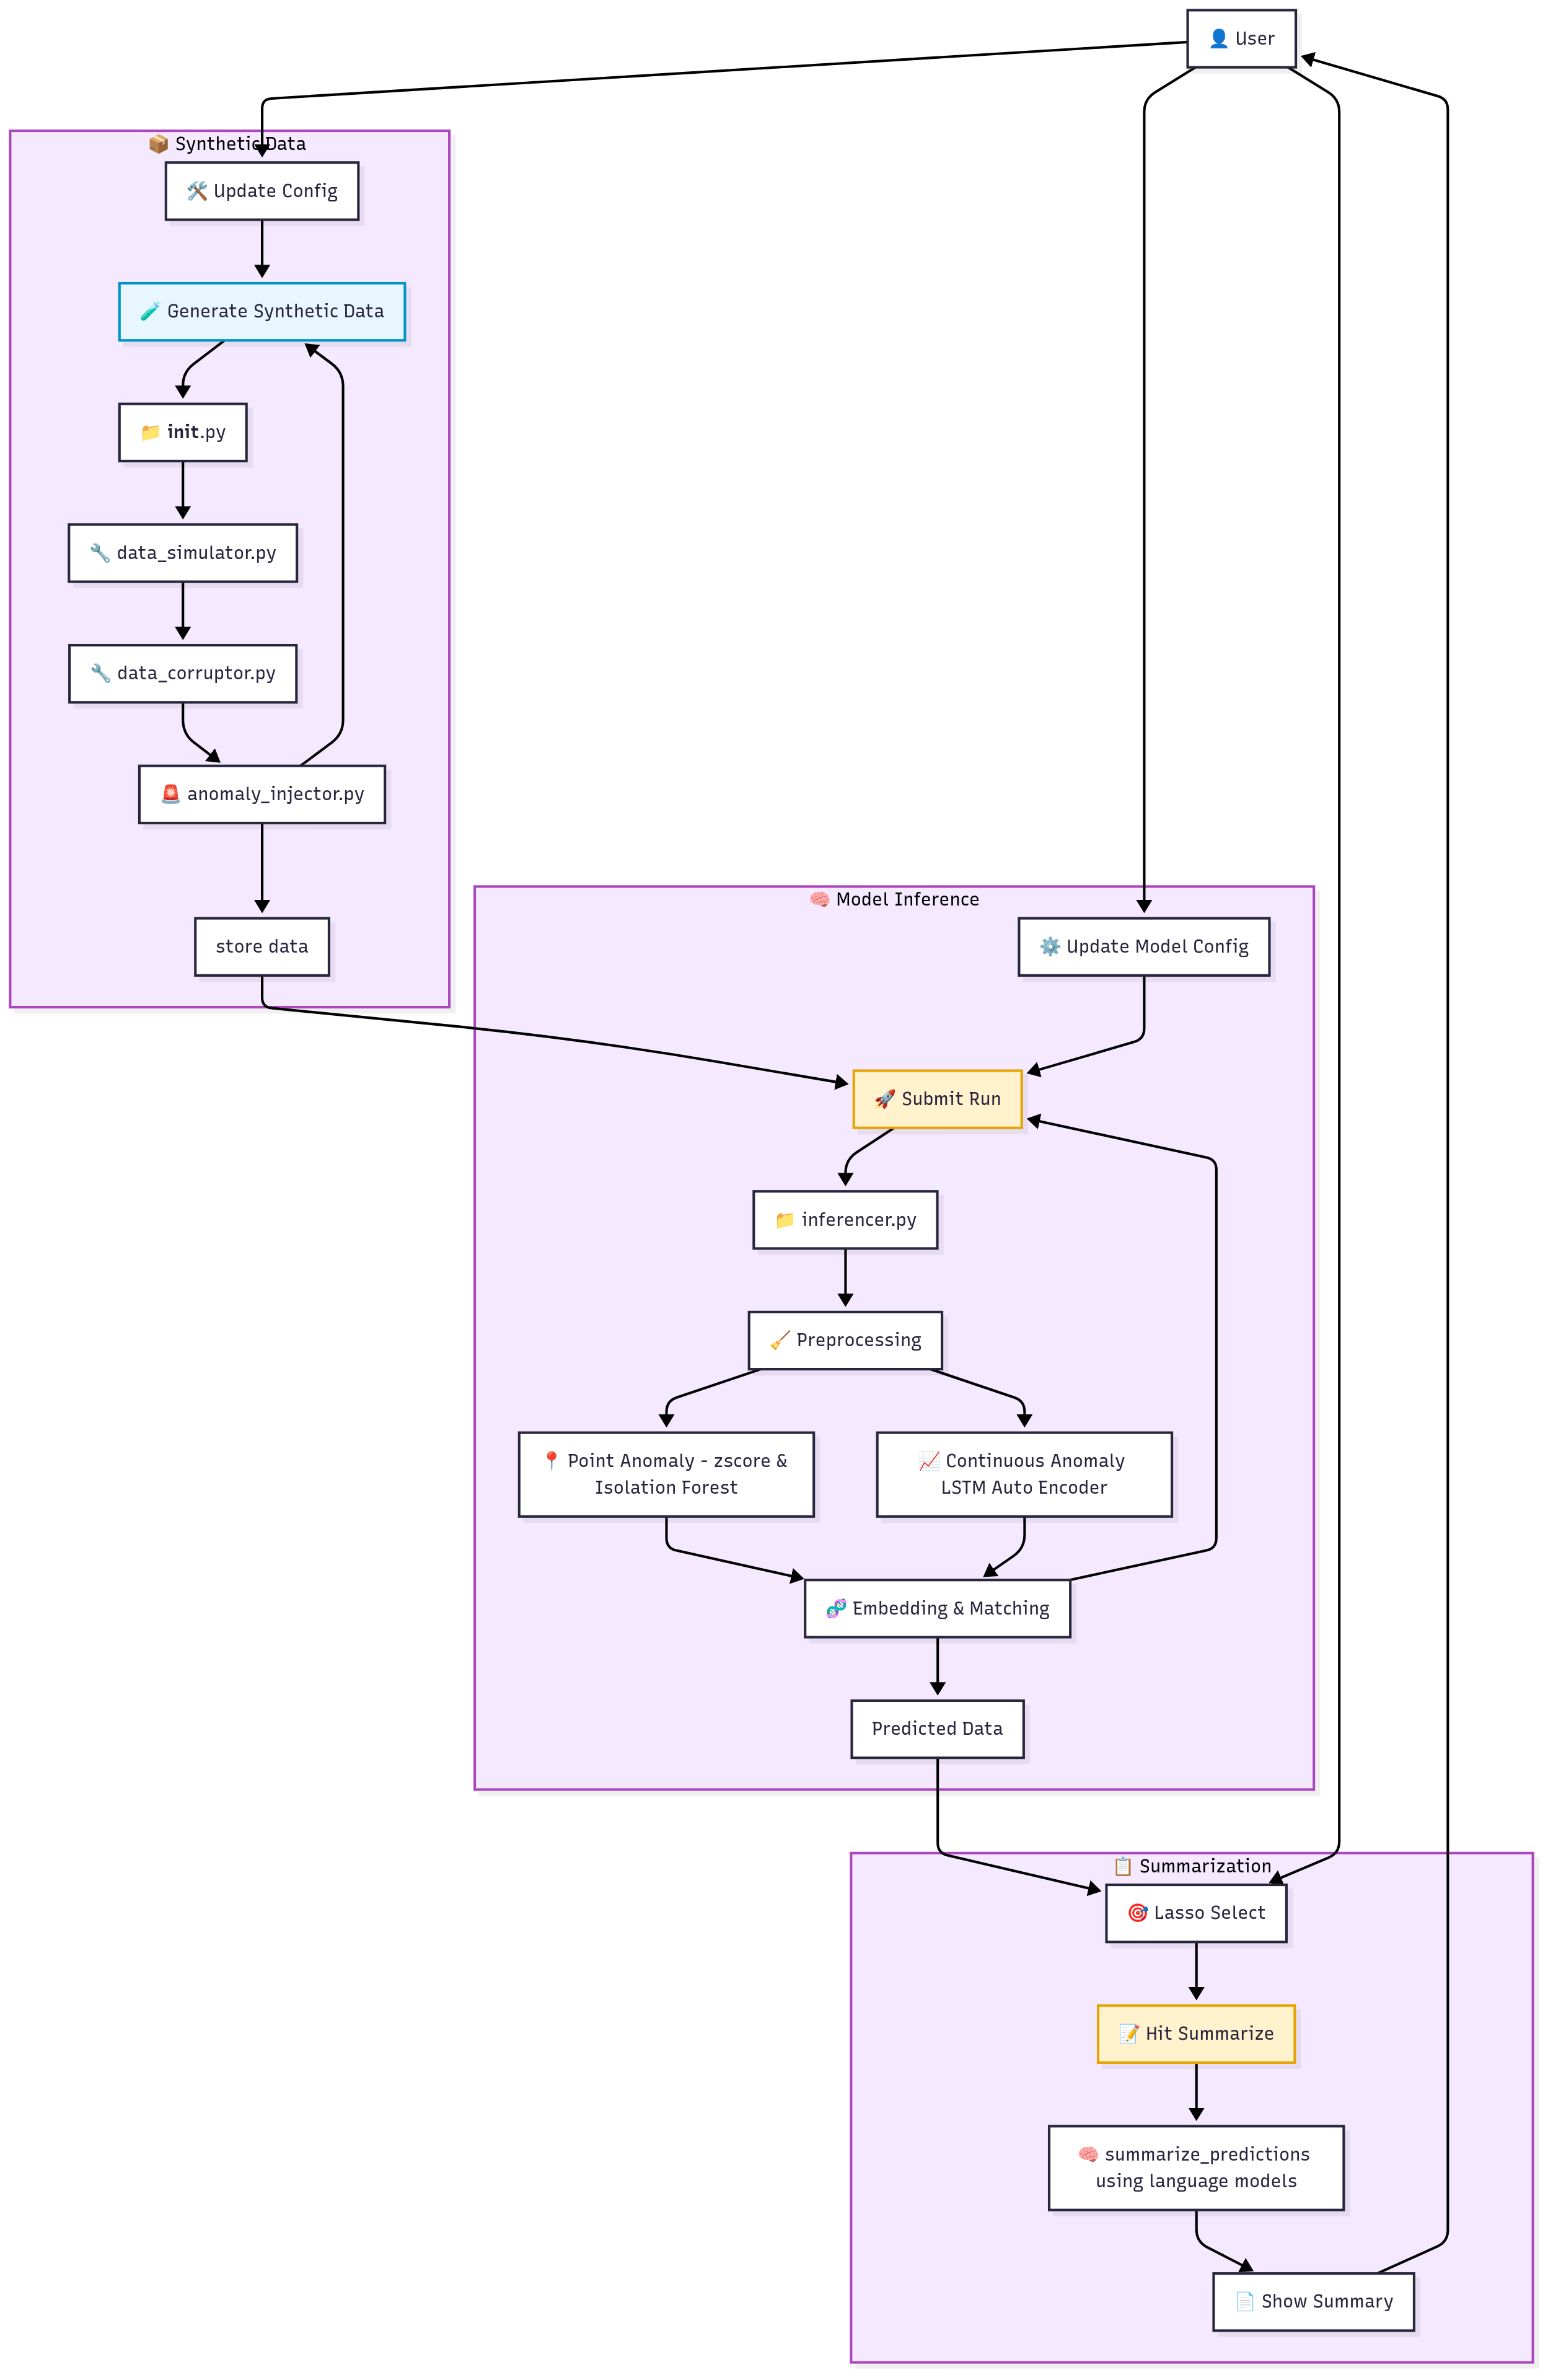 👤 User
📦 Synthetic Data
🛠️ Update Config
🧪 Generate Synthetic Data
📁 init.py
🔧 data_simulator.py
🔧 data_corruptor.py
🚨 anomaly_injector.py
store data
🧠 Model Inference
⚙️ Update Model Config
🚀 Submit Run
📁 inferencer.py
🧹 Preprocessing
📍 Point Anomaly - zscore &
Isolation Forest
📈 Continuous Anomaly
LSTM Auto Encoder
🧬 Embedding & Matching
Predicted Data
📋 Summarization
🎯 Lasso Select
📝 Hit Summarize
🧠 summarize_predictions
using language models
📄 Show Summary